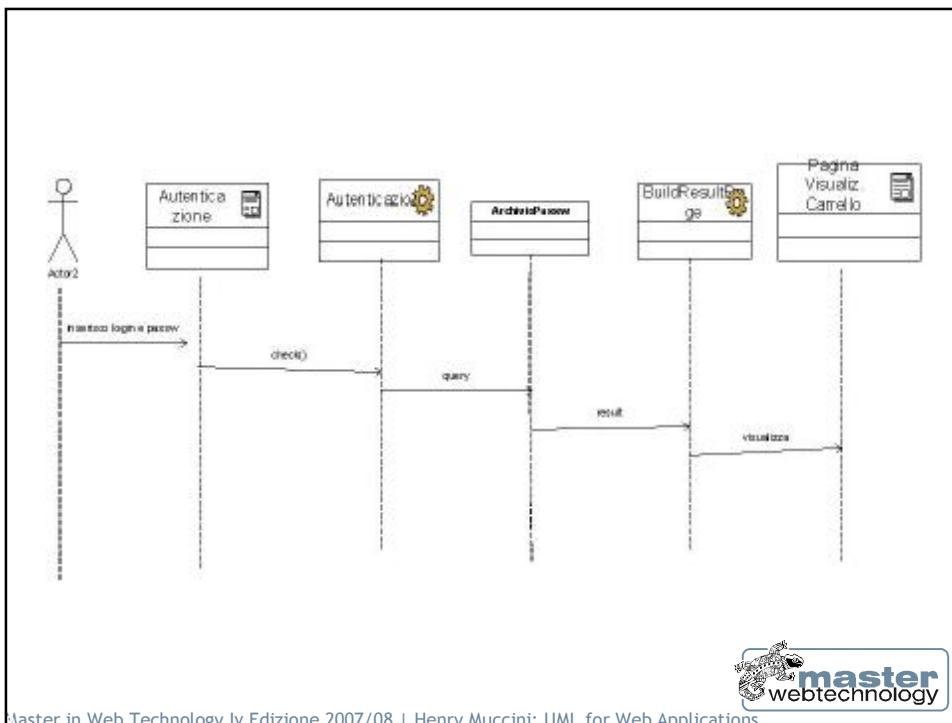 Autentica
zione
Autenticazio
ArchivioPassw
BuildResultPa
ge
Pagina
Visualiz.
Carrello
Actor2
Inserisci login e passw
check()
query
result
visualizza
master
webtechnology
Master in Web Technology Iv Edizione 2007/08 | Henry Muccini: UML for Web Applications